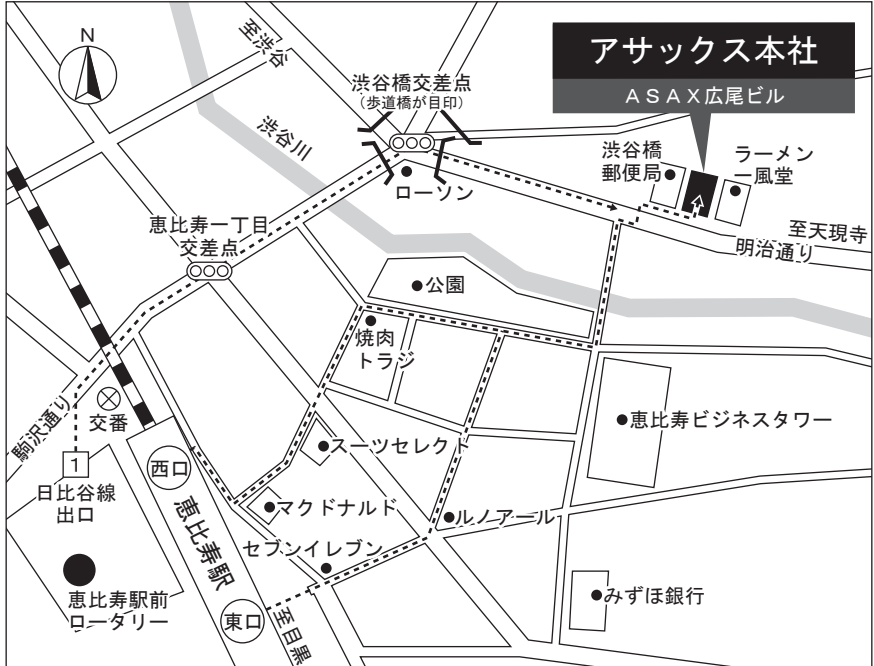 N
至渋谷
渋谷橋交差点
（歩道橋が目印）
アサックス本社
ASAX広尾ビル
渋谷川
ローソン
渋谷橋
郵便局
ラーメン
一風堂
至天現寺
明治通り
恵比寿一丁目
交差点
公園
焼肉
トラジ
駒沢通り
交番
1
日比谷線
出口
西口
恵比寿駅
スーツセレクト
恵比寿ビジネスタワー
マクドナルド
ルノアール
セブンイレブン
恵比寿駅前
ロータリー
東口
至目黒
みずほ銀行